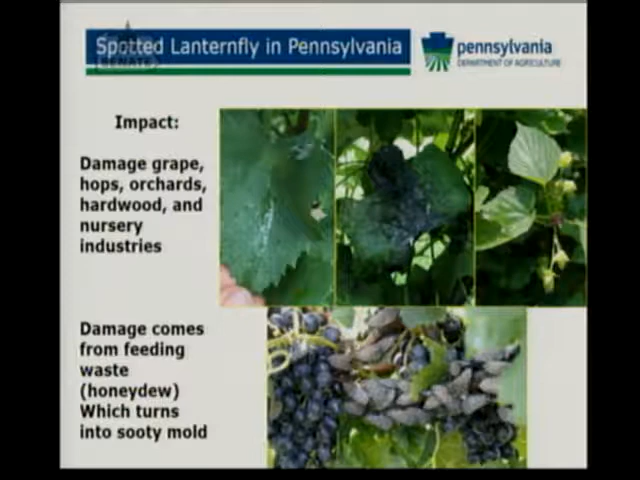 Spotted Lanternfly in Pennsylvania
SENATE
pennsylvania
DEPARTMENT OF AGRICULTURE
Impact:
Damage grape,
hops, orchards,
hardwood, and
nursery
industries
Damage comes
from feeding
waste
(honeydew)
Which turns
into sooty mold